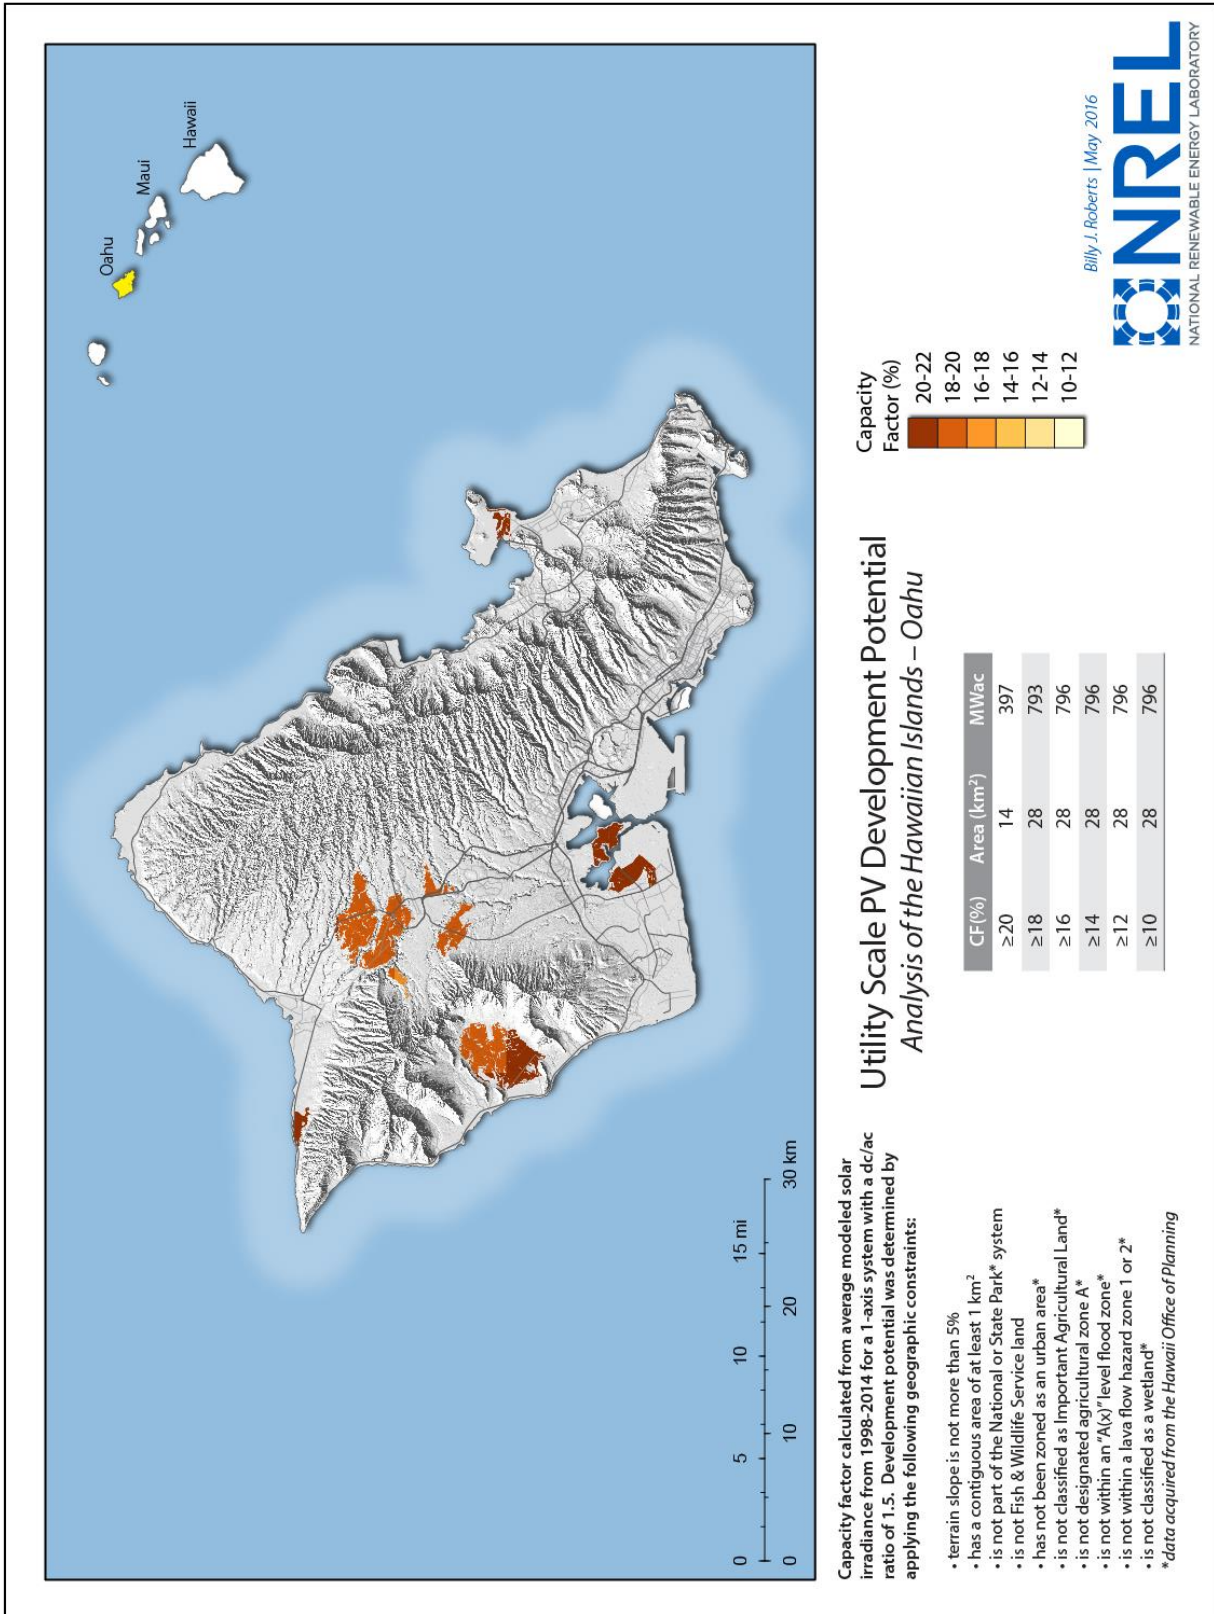 Oahu
Maui
Hawaii
0 5 10 15 mi
0 10 20 30 km
Capacity factor calculated from average modeled solar
irradiance from 1998-2014 for a 1-axis system with a dc/ac
ratio of 1.5. Development potential was determined by
applying the following geographic constraints:
• terrain slope is not more than 5%
• has a contiguous area of at least 1 km²
• is not part of the National or State Park* system
• is not Fish & Wildlife Service land
• has not been zoned as an urban area*
• is not classified as Important Agricultural Land*
• is not designated agricultural zone A*
• is not within an "A(x)" level flood zone*
• is not within a lava flow hazard zone 1 or 2*
• is not classified as a wetland*
*data acquired from the Hawaii Office of Planning
Utility Scale PV Development Potential
Analysis of the Hawaiian Islands – Oahu
CF(%) Area (km²) MWac
≥20 14 397
≥18 28 793
≥16 28 796
≥14 28 796
≥12 28 796
≥10 28 796
Capacity
Factor (%)
20-22
18-20
16-18
14-16
12-14
10-12
Billy J. Roberts | May 2016
NREL
NATIONAL RENEWABLE ENERGY LABORATORY